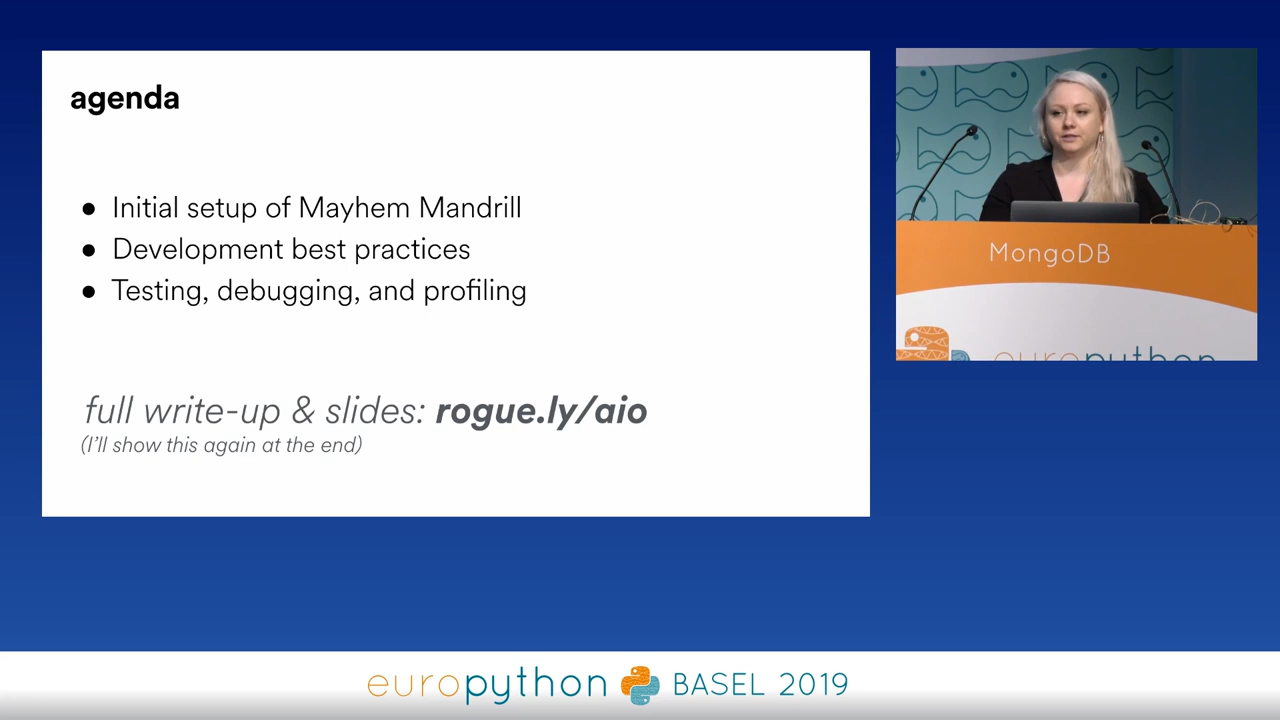 agenda
● Initial setup of Mayhem Mandrill
● Development best practices
● Testing, debugging, and profiling
full write-up & slides: rogue.ly/aio
(I'll show this again at the end)
MongoDB
europython
europython BASEL 2019